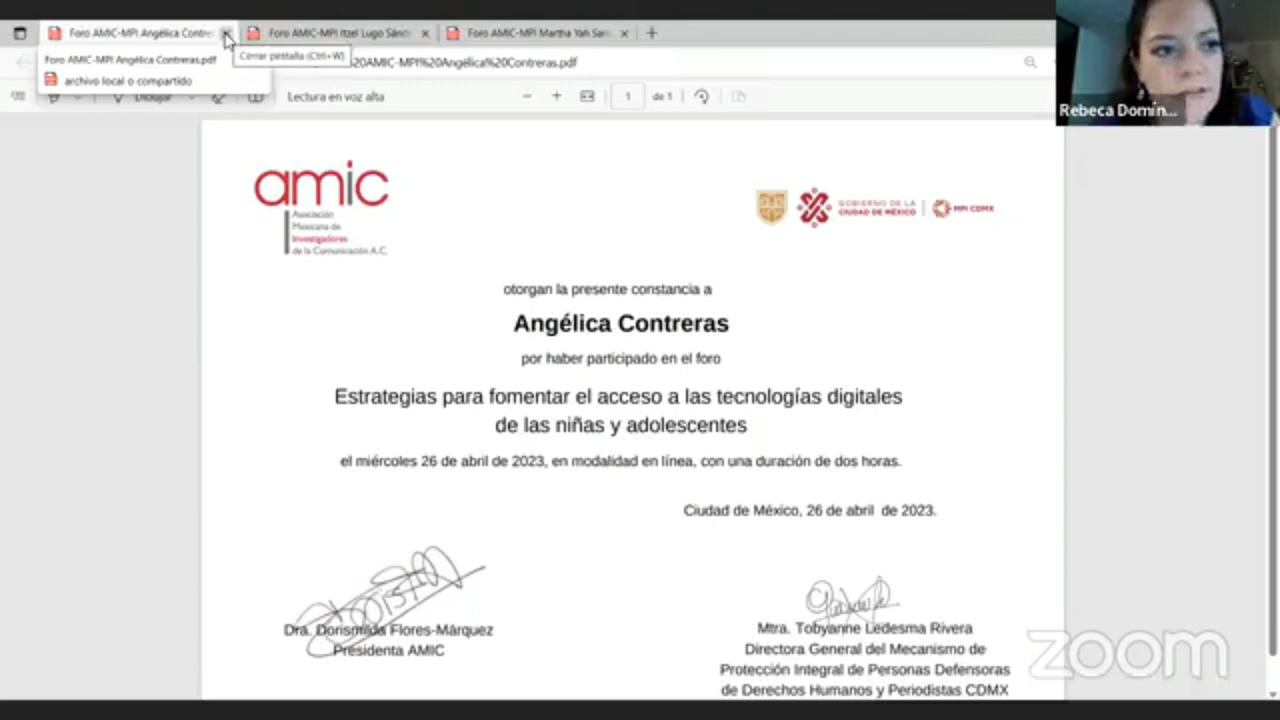 Foro AMIC-MPI Angélica Contre
Foro AMIC-MPI Itzel Lugo Sánc
Foro AMIC-MPI Martha Yah San
Foro AMIC-MPI Angélica Contreras.pdf
Cerrar pestaña (Ctrl+W)
20AMIC-MPI%20Angélica%20Contreras.pdf
archivo local o compartido
Dibujar
Lectura en voz alta
1
de 1
Rebeca Domín...
amic
Asociación
Mexicana de
Investigadores
de la Comunicación A.C.
GOBIERNO DE LA
CIUDAD DE MÉXICO
MPI CDMX
otorgan la presente constancia a
Angélica Contreras
por haber participado en el foro
Estrategias para fomentar el acceso a las tecnologías digitales
de las niñas y adolescentes
el miércoles 26 de abril de 2023, en modalidad en línea, con una duración de dos horas.
Ciudad de México, 26 de abril de 2023.
Dra. Dorismilda Flores-Márquez
Presidenta AMIC
Mtra. Tobyanne Ledesma Rivera
Directora General del Mecanismo de
Protección Integral de Personas Defensoras
de Derechos Humanos y Periodistas CDMX
zoom